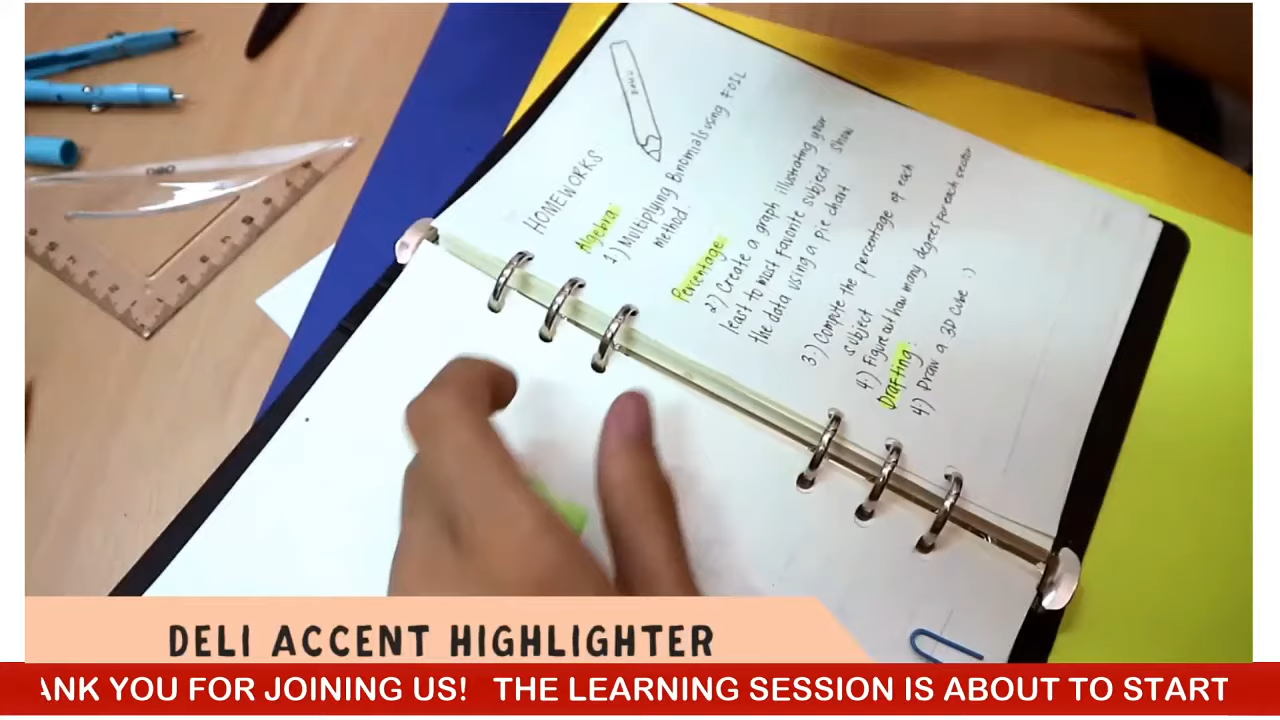 DELI
HOMEWORKS
Algebra:
1) Multiplying Binomials using FOIL
method.
Percentage
2) Create a graph illustrating your
least to most favorite subject. Show
the data using a pie chart
3.) Compute the percentage of each
subject
4) Figure out how many degrees for each sector
Drafting:
4) Draw a 3D Cube :)
DELI ACCENT HIGHLIGHTER
ANK YOU FOR JOINING US! THE LEARNING SESSION IS ABOUT TO START